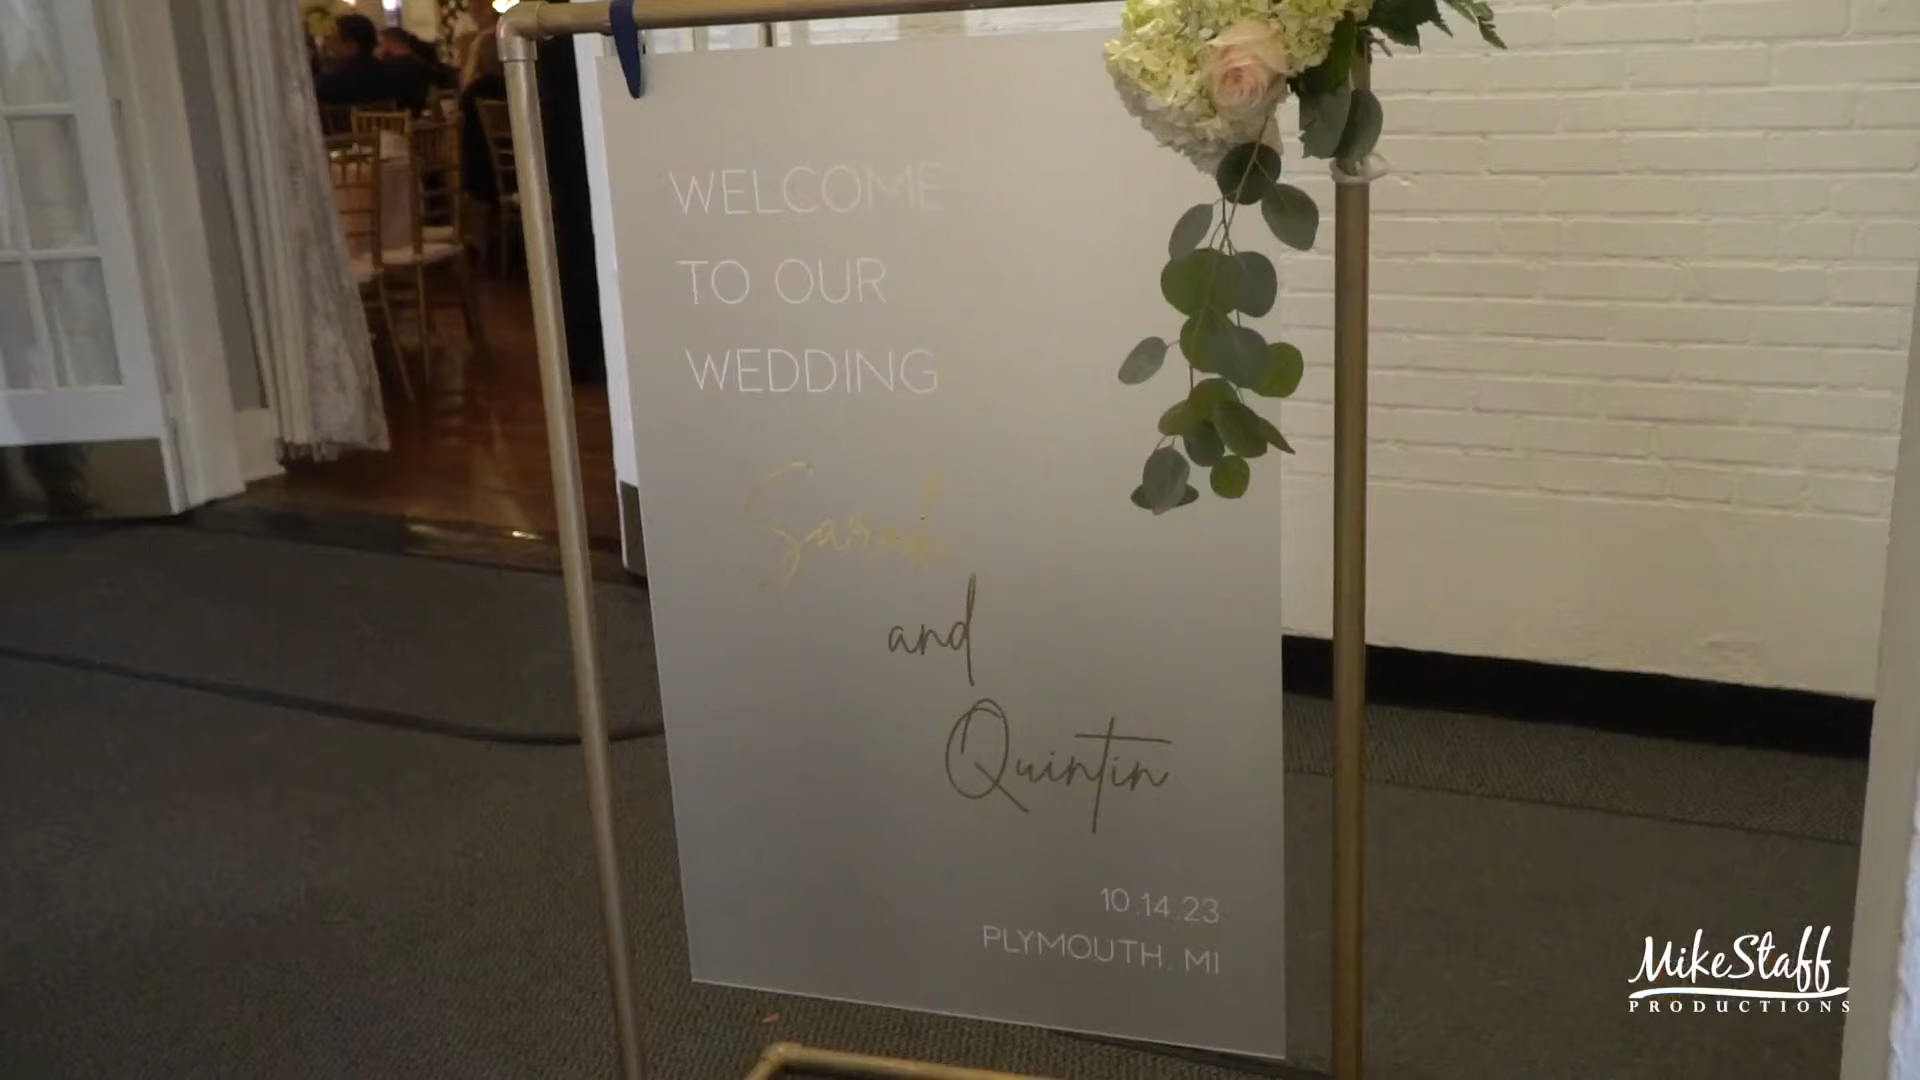 WELCOME
TO OUR
WEDDING
Sarah
and
Quintin
10.14.23
PLYMOUTH, MI
MikeStaff
PRODUCTIONS